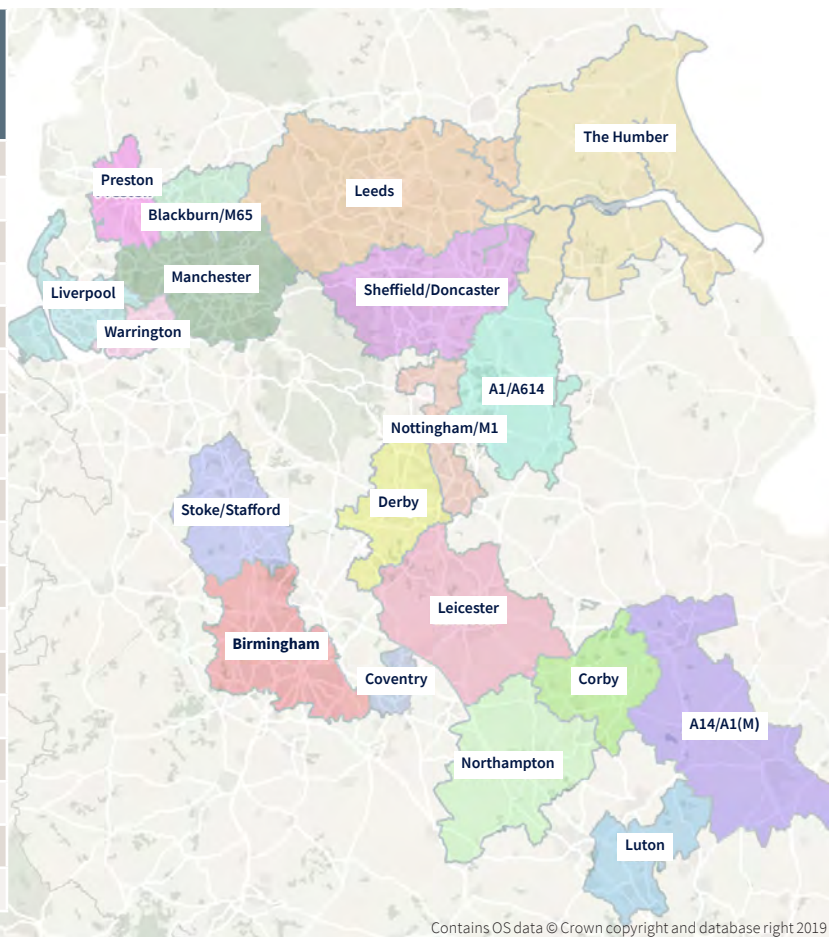 The Humber
Preston
Leeds
Blackburn/M65
Manchester
Liverpool
Sheffield/Doncaster
Warrington
A1/A614
Nottingham/M1
Derby
Stoke/Stafford
Leicester
Birmingham
Coventry
Corby
A14/A1(M)
Northampton
Luton
Contains OS data © Crown copyright and database right 2019